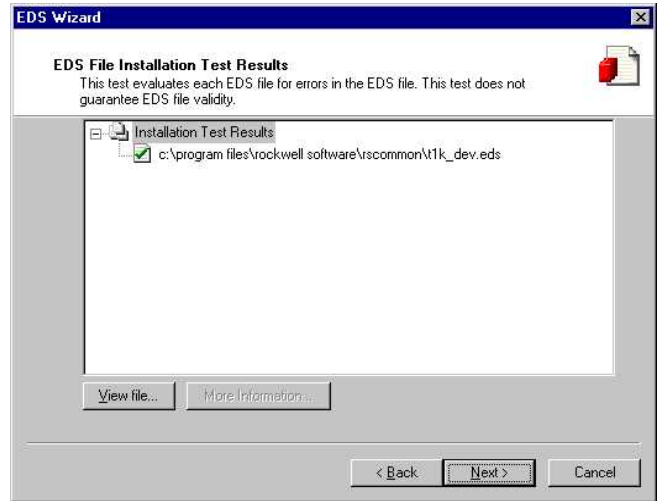 EDS Wizard
EDS File Installation Test Results
This test evaluates each EDS file for errors in the EDS file. This test does not
guarantee EDS file validity.
Installation Test Results
c:\program files\rockwell software\rscommon\t1k_dev.eds
View file...
More Information...
< Back
Next >
Cancel